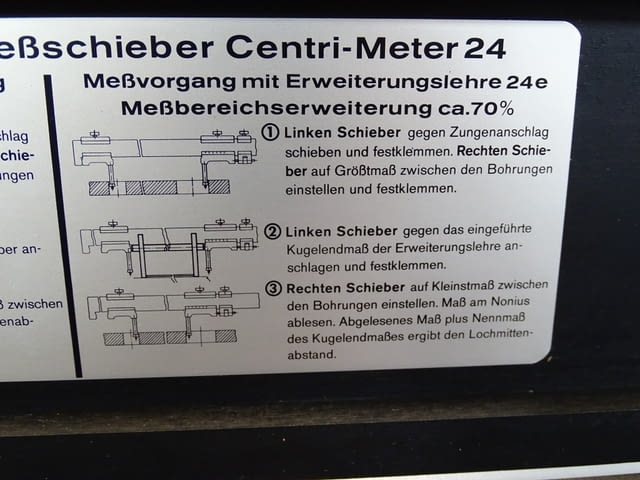 eßschieber Centri-Meter 24
g
chlag
chie-
ungen
ber an-
ß zwischen
enab-
Meßvorgang mit Erweiterungslehre 24e
Meßbereichserweiterung ca.70%
① Linken Schieber gegen Zungenanschlag
schieben und festklemmen. Rechten Schie-
ber auf Größtmaß zwischen den Bohrungen
einstellen und festklemmen.
② Linken Schieber gegen das eingeführte
Kugelendmaß der Erweiterungslehre an-
schlagen und festklemmen.
③ Rechten Schieber auf Kleinstmaß zwischen
den Bohrungen einstellen. Maß am Nonius
ablesen. Abgelesenes Maß plus Nennmaß
des Kugelendmaßes ergibt den Lochmitten-
abstand.